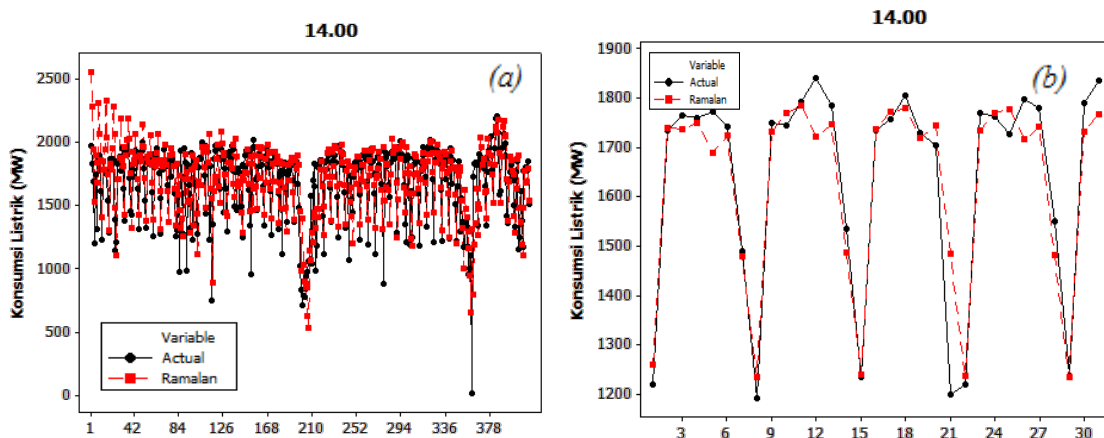 14.00
(a)
Konsumsi Listrik (MW)
2500
2000
1500
1000
500
0
Variable
Actual
Ramalan
1 42 84 126 168 210 252 294 336 378
14.00
(b)
Konsumsi Listrik (MW)
1900
1800
1700
1600
1500
1400
1300
1200
Variable
Actual
Ramalan
3 6 9 12 15 18 21 24 27 30